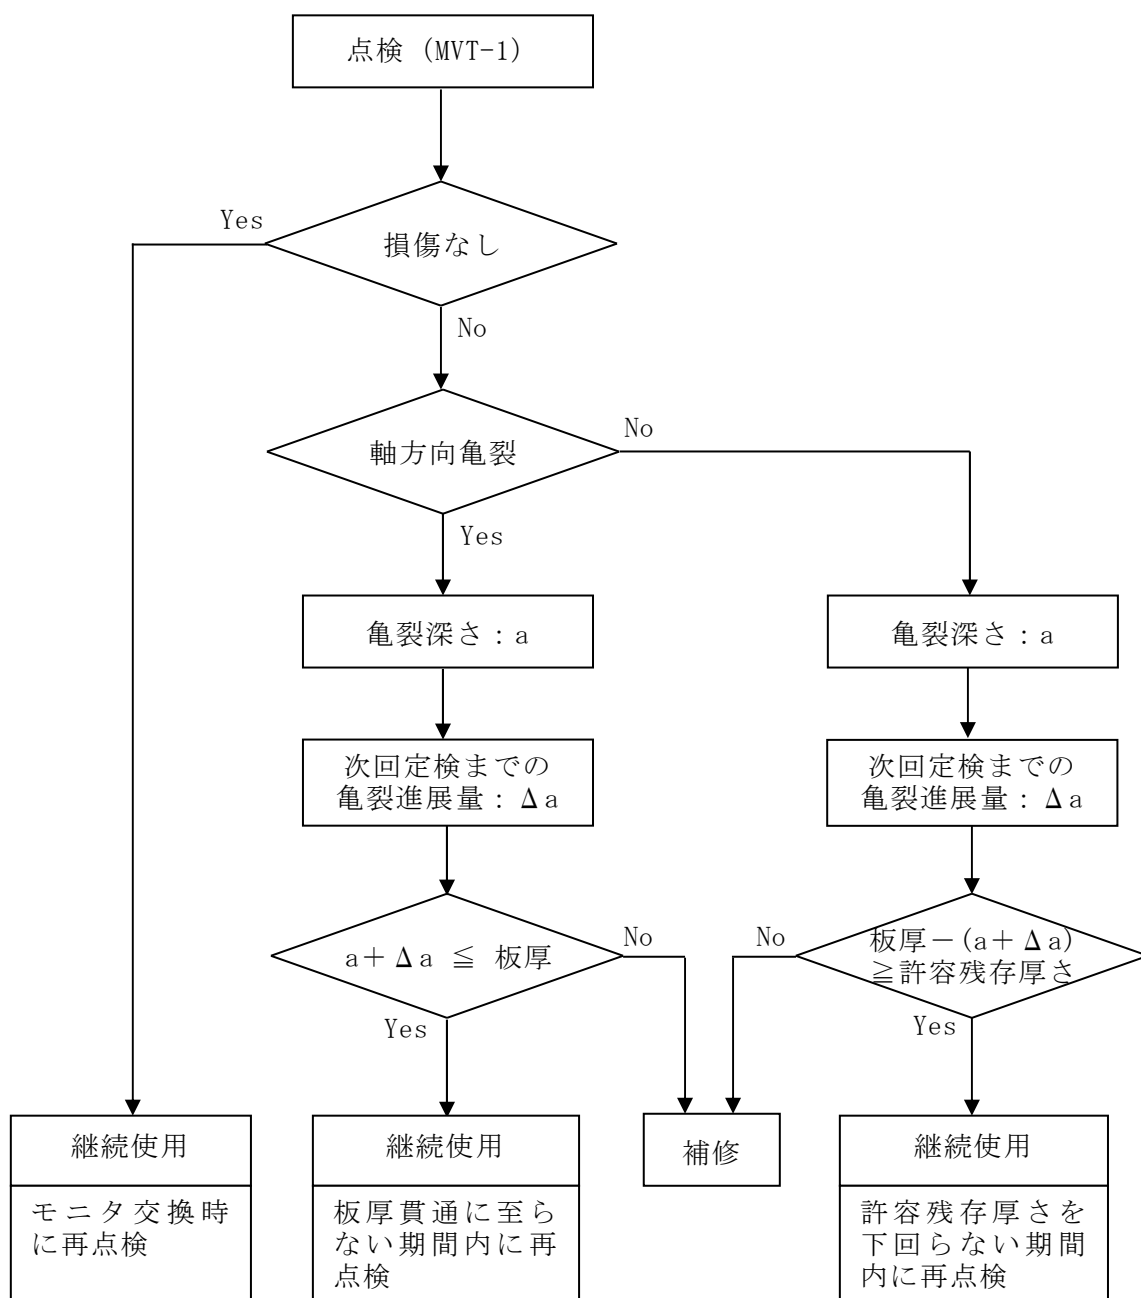 点検 (MVT-1)
Yes
損傷なし
No
軸方向亀裂
No
Yes
亀裂深さ：a
亀裂深さ：a
次回定検までの
亀裂進展量：Δa
次回定検までの
亀裂進展量：Δa
a＋Δa ≦ 板厚
No
Yes
No
板厚－(a＋Δa)
≧許容残存厚さ
Yes
継続使用
モニタ交換時
に再点検
継続使用
板厚貫通に至ら
ない期間内に再
点検
補修
継続使用
許容残存厚さを
下回らない期間
内に再点検